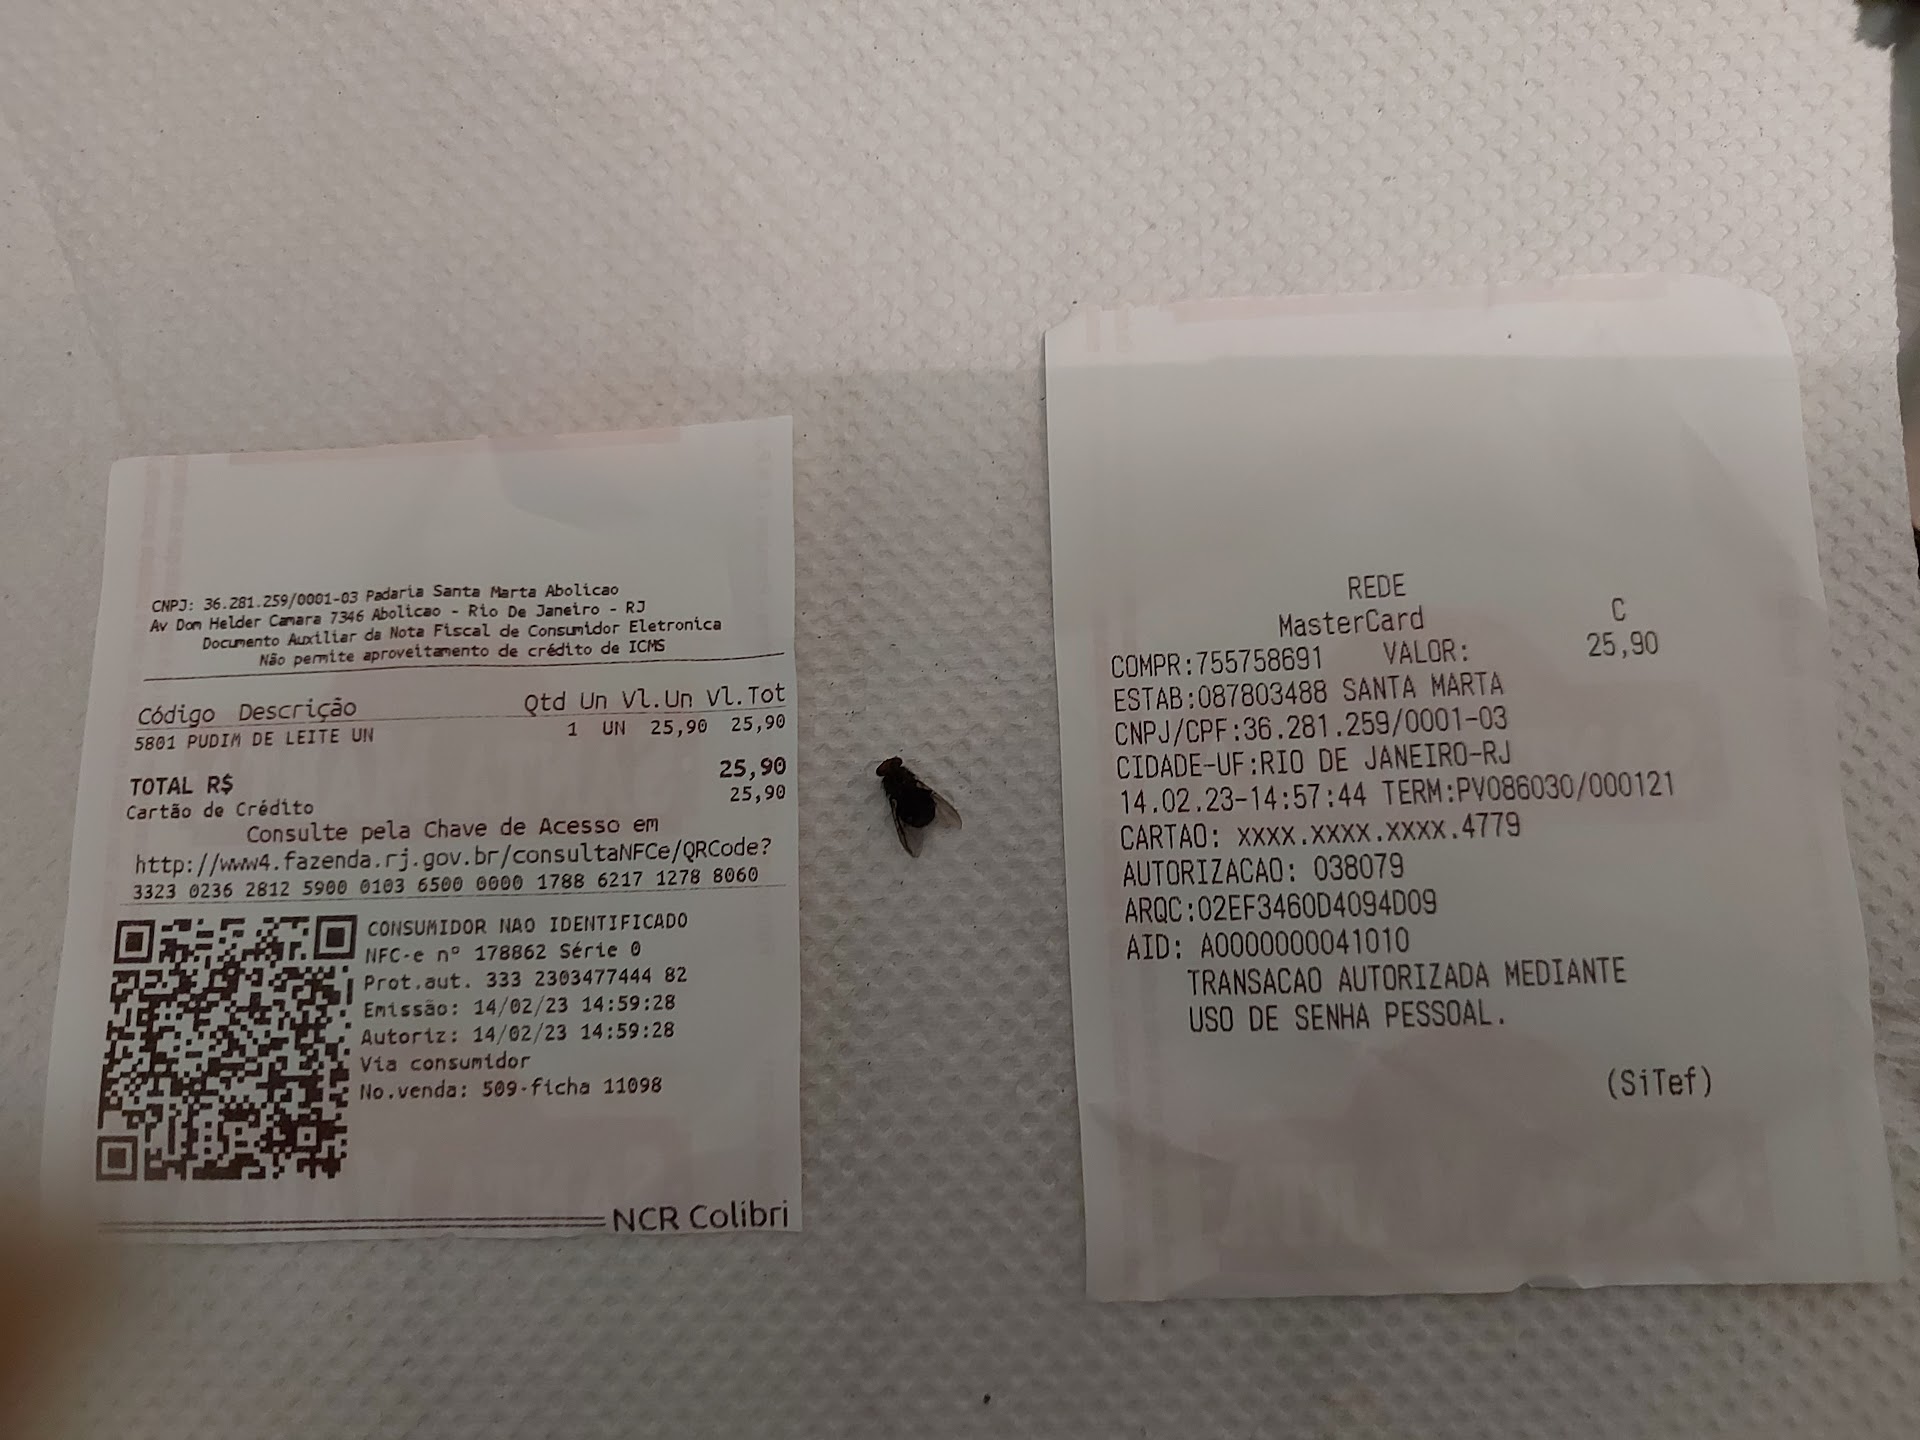 CNPJ: 36.281.259/0001-03 Padaria Santa Marta Abolicao
Av Dom Helder Camara 7346 Abolicao - Rio De Janeiro - RJ
Documento Auxiliar da Nota Fiscal de Consumidor Eletronica
Não permite aproveitamento de crédito de ICMS
Código Descrição Qtd Un Vl.Un Vl.Tot
5801 PUDIM DE LEITE UN 1 UN 25,90 25,90
TOTAL R$ 25,90
Cartão de Crédito 25,90
Consulte pela Chave de Acesso em
http://www4.fazenda.rj.gov.br/consultaNFCe/QRCode?
3323 0236 2812 5900 0103 6500 0000 1788 6217 1278 8060
CONSUMIDOR NAO IDENTIFICADO
NFC-e nº 178862 Série 0
Prot.aut. 333 2303477444 82
Emissão: 14/02/23 14:59:28
Autoriz: 14/02/23 14:59:28
Via consumidor
No.venda: 509-ficha 11098
NCR Colibri
REDE
MasterCard C
COMPR:755758691 VALOR: 25,90
ESTAB:087803488 SANTA MARTA
CNPJ/CPF:36.281.259/0001-03
CIDADE-UF:RIO DE JANEIRO-RJ
14.02.23-14:57:44 TERM:PV086030/000121
CARTAO: xxxx.xxxx.xxxx.4779
AUTORIZACAO: 038079
ARQC:02EF3460D4094D09
AID: A0000000041010
TRANSACAO AUTORIZADA MEDIANTE
USO DE SENHA PESSOAL.
(SiTef)